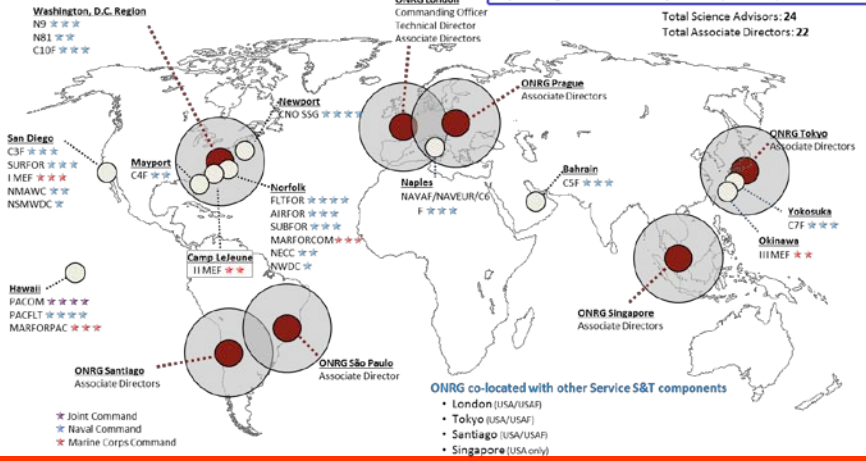 Washington, D.C. Region
N9 ★★★
N81 ★★
C10F ★★★
ONRG London
Commanding Officer
Technical Director
Associate Directors
Total Science Advisors: 24
Total Associate Directors: 22
ONRG Prague
Associate Directors
Newport
CNO SSG ★★★★
San Diego
C3F ★★★
SURFOR ★★★
I MEF ★★★
NMAWC ★★
NSMWDC ★
Mayport
C4F ★★
Norfolk
FLTFOR ★★★★
AIRFOR ★★★
SUBFOR ★★★
MARFORCOM ★★★
NECC ★★
NWDC ★
Camp LeJeune
II MEF ★★
Naples
NAVAF/NAVEUR/C6
F ★★★
Bahrain
C5F ★★★
ONRG Tokyo
Associate Directors
Yokosuka
C7F ★★★
Okinawa
III MEF ★★
Hawaii
PACOM ★★★★
PACFLT ★★★★
MARFORPAC ★★★
ONRG Singapore
Associate Directors
ONRG Santiago
Associate Directors
ONRG São Paulo
Associate Director
★ Joint Command
★ Naval Command
★ Marine Corps Command
ONRG co-located with other Service S&T components
• London (USA/USAF)
• Tokyo (USA/USAF)
• Santiago (USA/USAF)
• Singapore (USA only)